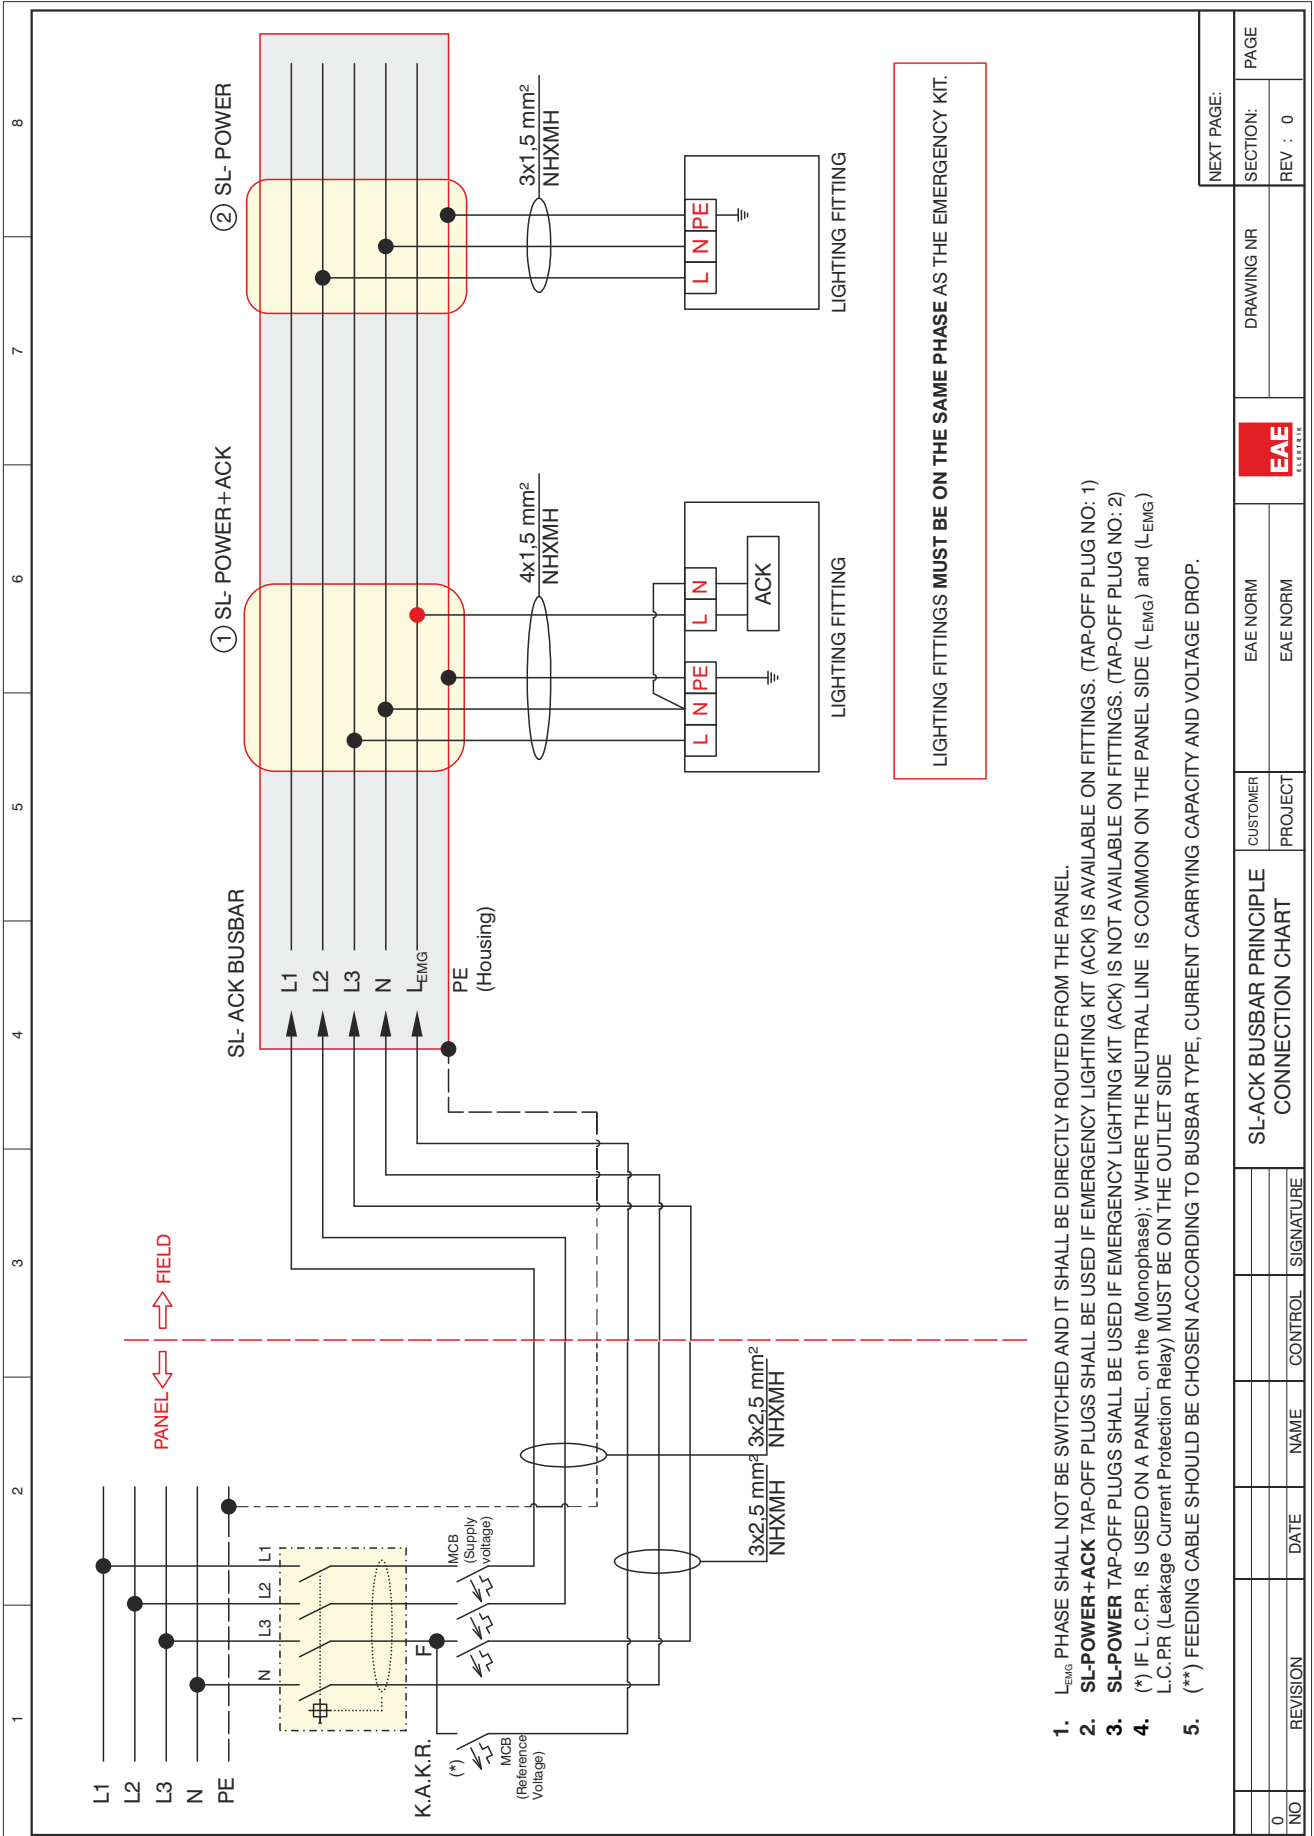 1
2
3
4
5
6
7
8
L1
L2
L3
N
PE
PANEL
FIELD
N
L3
L2
L1
K.A.K.R.
(*)
F
MCB
(Supply
voltage)
MCB
(Reference
Voltage)
3x2,5 mm²
NHXMH
3x2,5 mm²
NHXMH
SL- ACK BUSBAR
L1
L2
L3
N
LEMG
PE
(Housing)
1 SL- POWER+ACK
2 SL- POWER
4x1,5 mm²
NHXMH
3x1,5 mm²
NHXMH
L N PE
L N
ACK
LIGHTING FITTING
L N PE
LIGHTING FITTING
LIGHTING FITTINGS MUST BE ON THE SAME PHASE AS THE EMERGENCY KIT.
1. LEMG PHASE SHALL NOT BE SWITCHED AND IT SHALL BE DIRECTLY ROUTED FROM THE PANEL.
2. SL-POWER+ACK TAP-OFF PLUGS SHALL BE USED IF EMERGENCY LIGHTING KIT (ACK) IS AVAILABLE ON FITTINGS. (TAP-OFF PLUG NO: 1)
3. SL-POWER TAP-OFF PLUGS SHALL BE USED IF EMERGENCY LIGHTING KIT (ACK) IS NOT AVAILABLE ON FITTINGS. (TAP-OFF PLUG NO: 2)
4. (*) IF L.C.P.R. IS USED ON A PANEL, on the (Monophase); WHERE THE NEUTRAL LINE IS COMMON ON THE PANEL SIDE (LEMG) and (LEMG)
L.C.P.R (Leakage Current Protection Relay) MUST BE ON THE OUTLET SIDE
5. (**) FEEDING CABLE SHOULD BE CHOSEN ACCORDING TO BUSBAR TYPE, CURRENT CARRYING CAPACITY AND VOLTAGE DROP.
NEXT PAGE:
0
NO
REVISION
DATE
NAME
CONTROL
SIGNATURE
SL-ACK BUSBAR PRINCIPLE
CONNECTION CHART
CUSTOMER
EAE NORM
PROJECT
EAE NORM
EAE
ELEKTRIK
DRAWING NR
SECTION:
PAGE
REV : 0